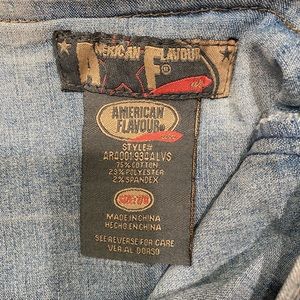 AMERICAN FLAVOUR
A F®
AMERICAN
FLAVOUR®
STYLE#
75% COTTON
23% POLYESTER
2% SPANDEX
MADE IN CHINA
HECHO EN CHINA
SEE REVERSE FOR CARE
VEA AL DORSO